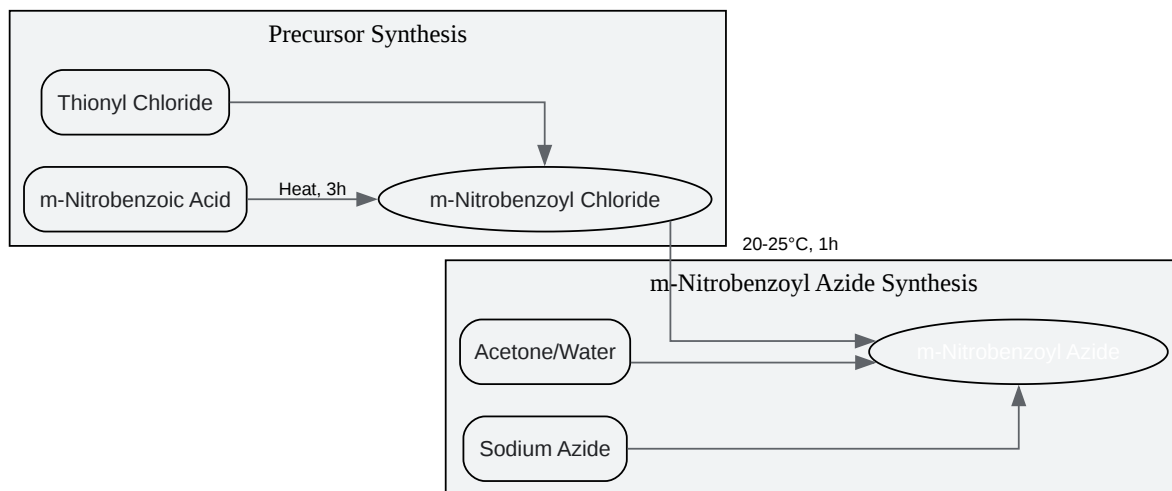 Precursor Synthesis
Thionyl Chloride
m-Nitrobenzoic Acid
Heat, 3h
m-Nitrobenzoyl Chloride
20-25°C, 1h
m-Nitrobenzoyl Azide Synthesis
Acetone/Water
m-Nitrobenzoyl Azide
Sodium Azide